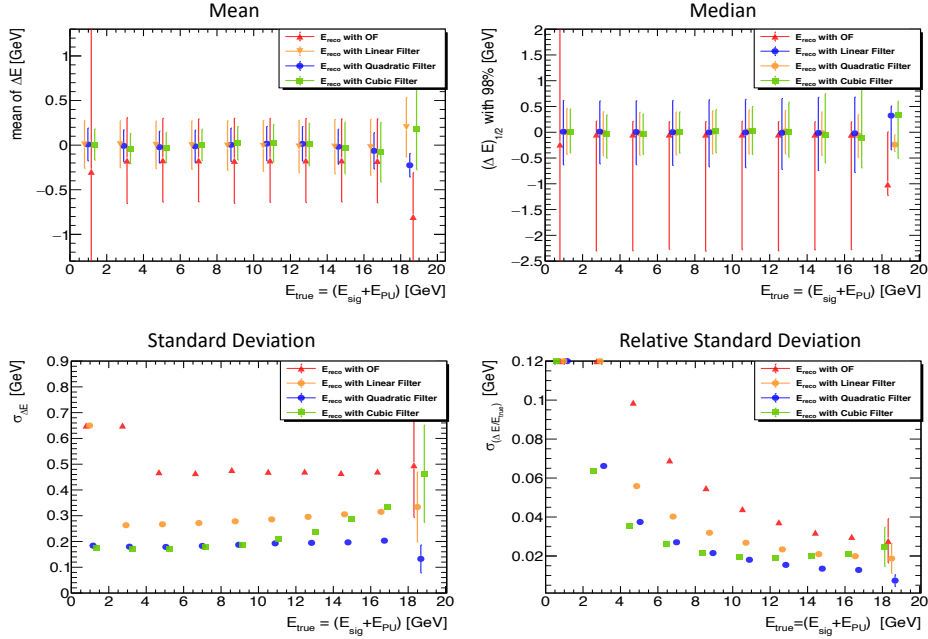 Mean
mean of ΔE [GeV]
E_reco with OF
E_reco with Linear Filter
E_reco with Quadratic Filter
E_reco with Cubic Filter
1
0.5
0
−0.5
−1
0 2 4 6 8 10 12 14 16 18 20
E_true = (E_sig+E_PU) [GeV]
Median
(Δ E)_1/2 with 98% [GeV]
E_reco with OF
E_reco with Linear Filter
E_reco with Quadratic Filter
E_reco with Cubic Filter
2
1.5
1
0.5
0
−0.5
−1
−1.5
−2
−2.5
0 2 4 6 8 10 12 14 16 18 20
E_true = (E_sig+E_PU) [GeV]
Standard Deviation
σ_ΔE [GeV]
E_reco with OF
E_reco with Linear Filter
E_reco with Quadratic Filter
E_reco with Cubic Filter
0.9
0.8
0.7
0.6
0.5
0.4
0.3
0.2
0.1
0
0 2 4 6 8 10 12 14 16 18 20
E_true = (E_sig+E_PU) [GeV]
Relative Standard Deviation
σ_(Δ E/E_true) [GeV]
E_reco with OF
E_reco with Linear Filter
E_reco with Quadratic Filter
E_reco with Cubic Filter
0.12
0.1
0.08
0.06
0.04
0.02
0
0 2 4 6 8 10 12 14 16 18 20
E_true=(E_sig+E_PU) [GeV]